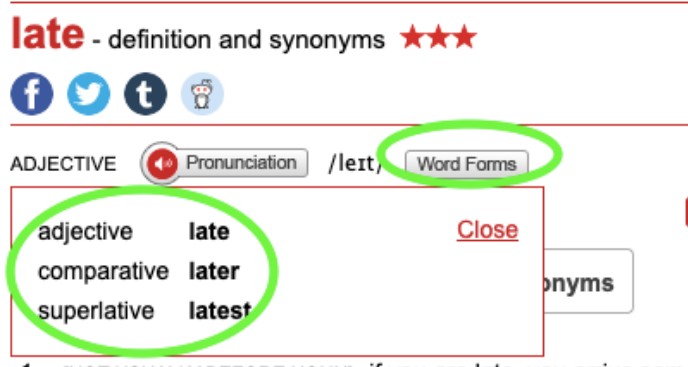 late - definition and synonyms ★★★
f t
ADJECTIVE Pronunciation /leɪt/ Word Forms
adjective late Close
comparative later
superlative latest
onyms